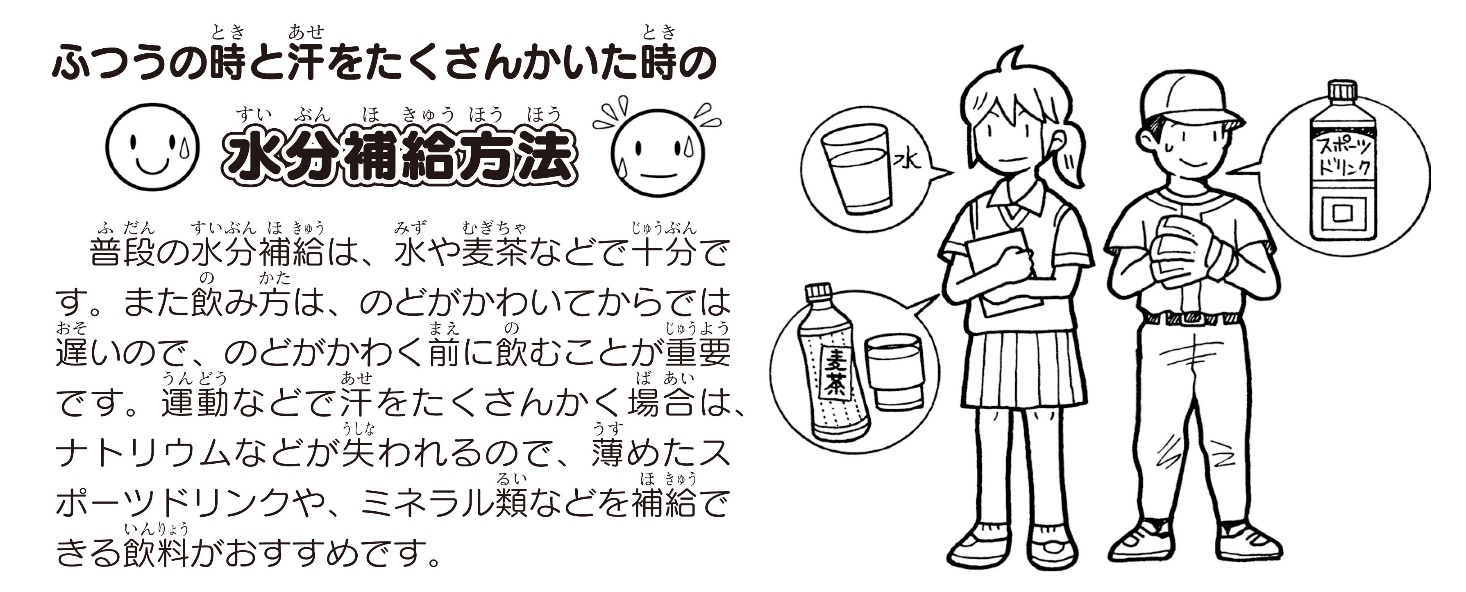 ふつうの時と汗をたくさんかいた時の
水分補給方法
普段の水分補給は、水や麦茶などで十分で
す。また飲み方は、のどがかわいてからでは
遅いので、のどがかわく前に飲むことが重要
です。運動などで汗をたくさんかく場合は、
ナトリウムなどが失われるので、薄めたス
ポーツドリンクや、ミネラル類などを補給で
きる飲料がおすすめです。
水
麦茶
スポーツ
ドリンク